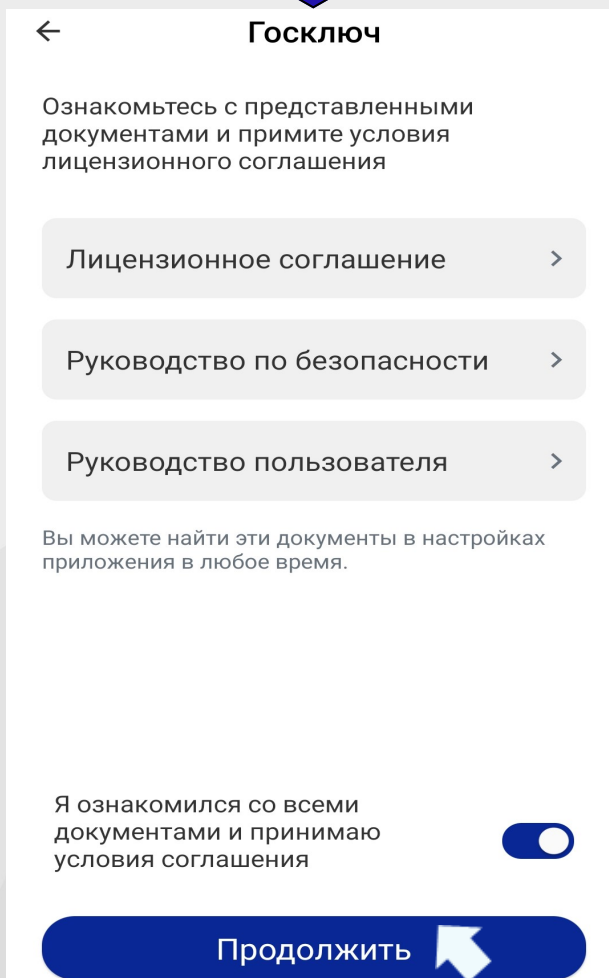 Госключ
Ознакомьтесь с представленными
документами и примите условия
лицензионного соглашения
Лицензионное соглашение
Руководство по безопасности
Руководство пользователя
Вы можете найти эти документы в настройках
приложения в любое время.
Я ознакомился со всеми
документами и принимаю
условия соглашения
Продолжить